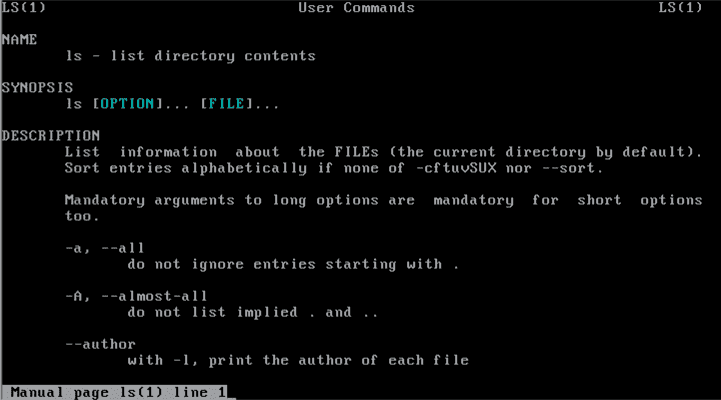 LS(1) User Commands LS(1)
NAME
ls - list directory contents
SYNOPSIS
ls [OPTION]... [FILE]...
DESCRIPTION
List information about the FILEs (the current directory by default).
Sort entries alphabetically if none of -cftuvSUX nor --sort.
Mandatory arguments to long options are mandatory for short options
too.
-a, --all
do not ignore entries starting with .
-A, --almost-all
do not list implied . and ..
--author
with -l, print the author of each file
Manual page ls(1) line 1